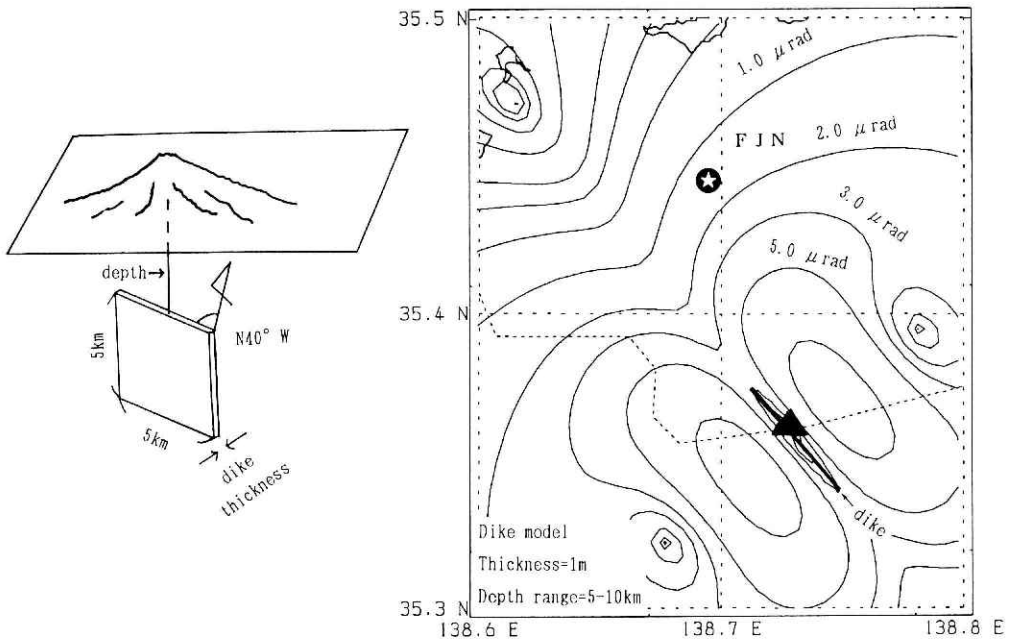 depth→
N40° W
5km
5km
dike
thickness
35.5 N
35.4 N
35.3 N
138.6 E
138.7 E
138.8 E
1.0 μ rad
2.0 μ rad
3.0 μ rad
5.0 μ rad
FJN
dike
Dike model
Thickness=1m
Depth range=5-10km